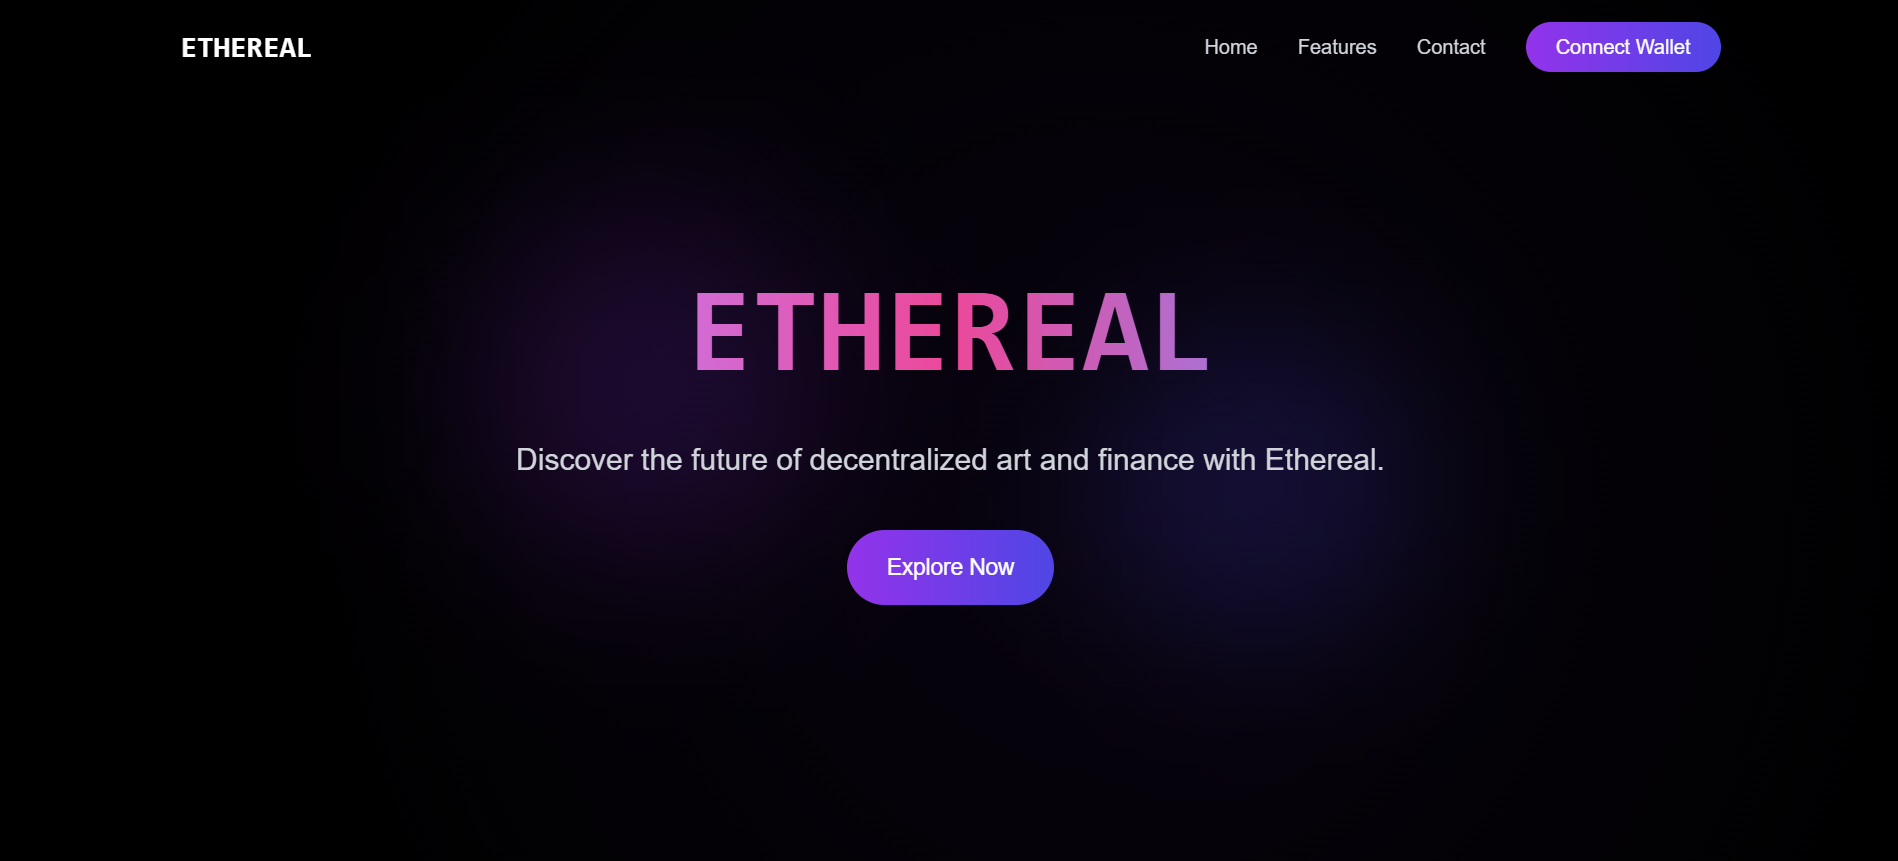 ETHEREAL
Home Features Contact Connect Wallet
ETHEREAL
Discover the future of decentralized art and finance with Ethereal.
Explore Now